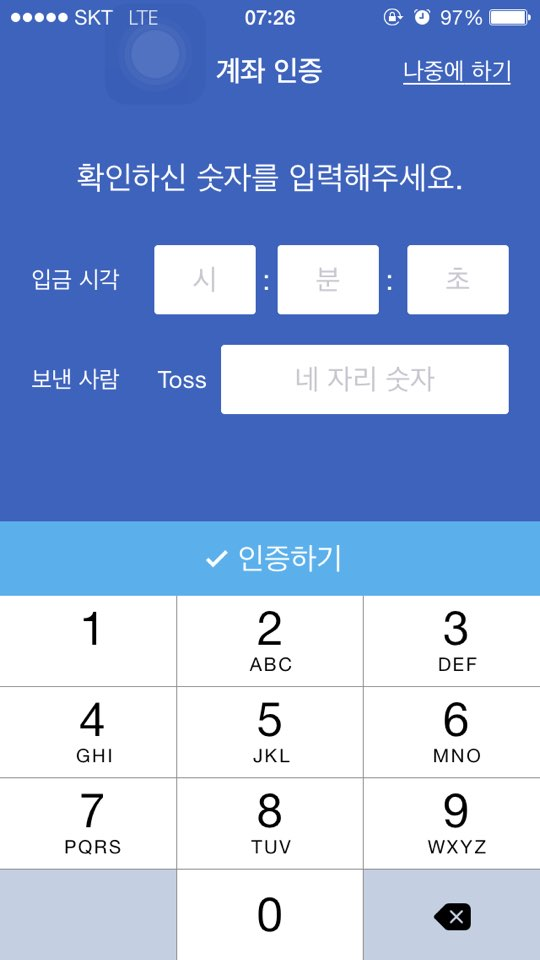 SKT LTE 07:26 97%
계좌 인증 나중에 하기
확인하신 숫자를 입력해주세요.
입금 시각 시 : 분 : 초
보낸 사람 Toss 네 자리 숫자
인증하기
1 2 3
ABC DEF
4 5 6
GHI JKL MNO
7 8 9
PQRS TUV WXYZ
0